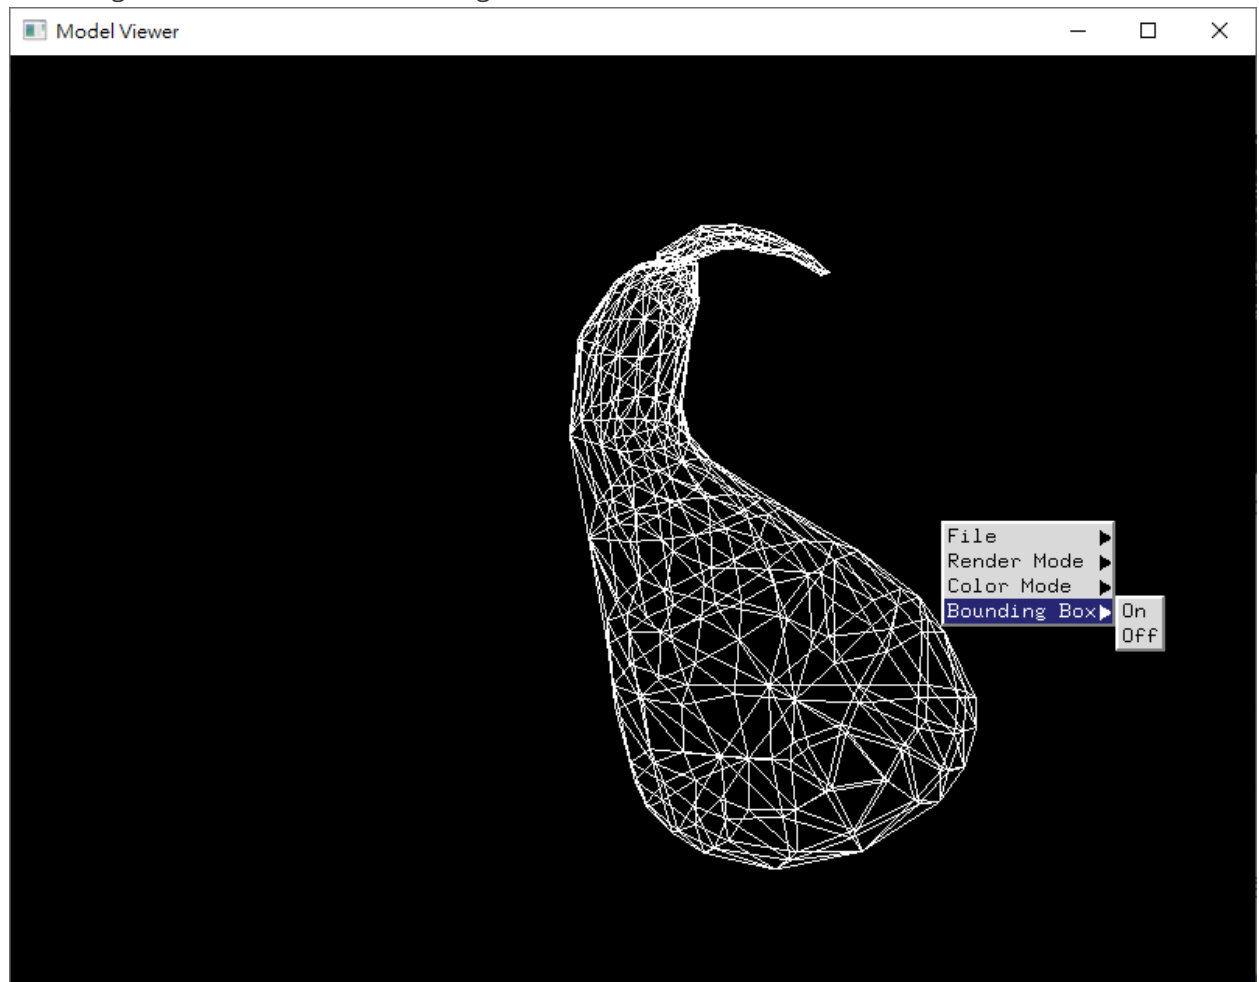 Model Viewer
File
Render Mode
Color Mode
Bounding Box
On
Off